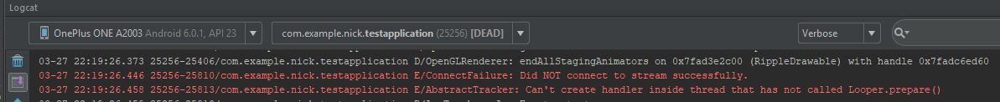 Logcat
OnePlus ONE A2003 Android 6.0.1, API 23 com.example.nick.testapplication (25256) [DEAD] Verbose
03-27 22:19:26.373 25256-25406/com.example.nick.testapplication D/OpenGLRenderer: endAllStagingAnimators on 0x7fad3e2c00 (RippleDrawable) with handle 0x7fadc6ed60
03-27 22:19:26.446 25256-25810/com.example.nick.testapplication E/ConnectFailure: Did NOT connect to stream successfully.
03-27 22:19:26.458 25256-25813/com.example.nick.testapplication E/AbstractTracker: Can't create handler inside thread that has not called Looper.prepare()